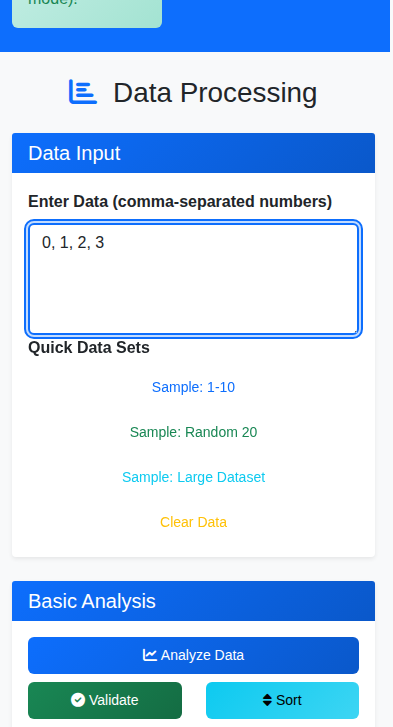 mode).
Data Processing
Data Input
Enter Data (comma-separated numbers)
0, 1, 2, 3
Quick Data Sets
Sample: 1-10
Sample: Random 20
Sample: Large Dataset
Clear Data
Basic Analysis
Analyze Data
Validate
Sort